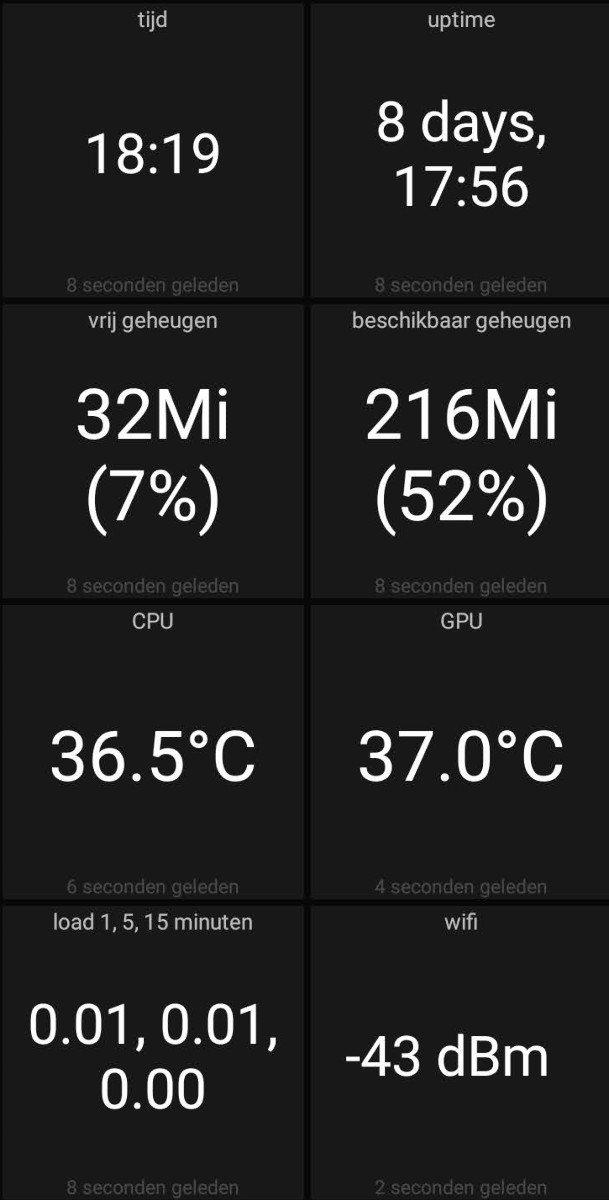 tijd
18:19
8 seconden geleden
uptime
8 days,
17:56
8 seconden geleden
vrij geheugen
32Mi
(7%)
8 seconden geleden
beschikbaar geheugen
216Mi
(52%)
8 seconden geleden
CPU
36.5°C
6 seconden geleden
GPU
37.0°C
4 seconden geleden
load 1, 5, 15 minuten
0.01, 0.01,
0.00
8 seconden geleden
wifi
-43 dBm
2 seconden geleden